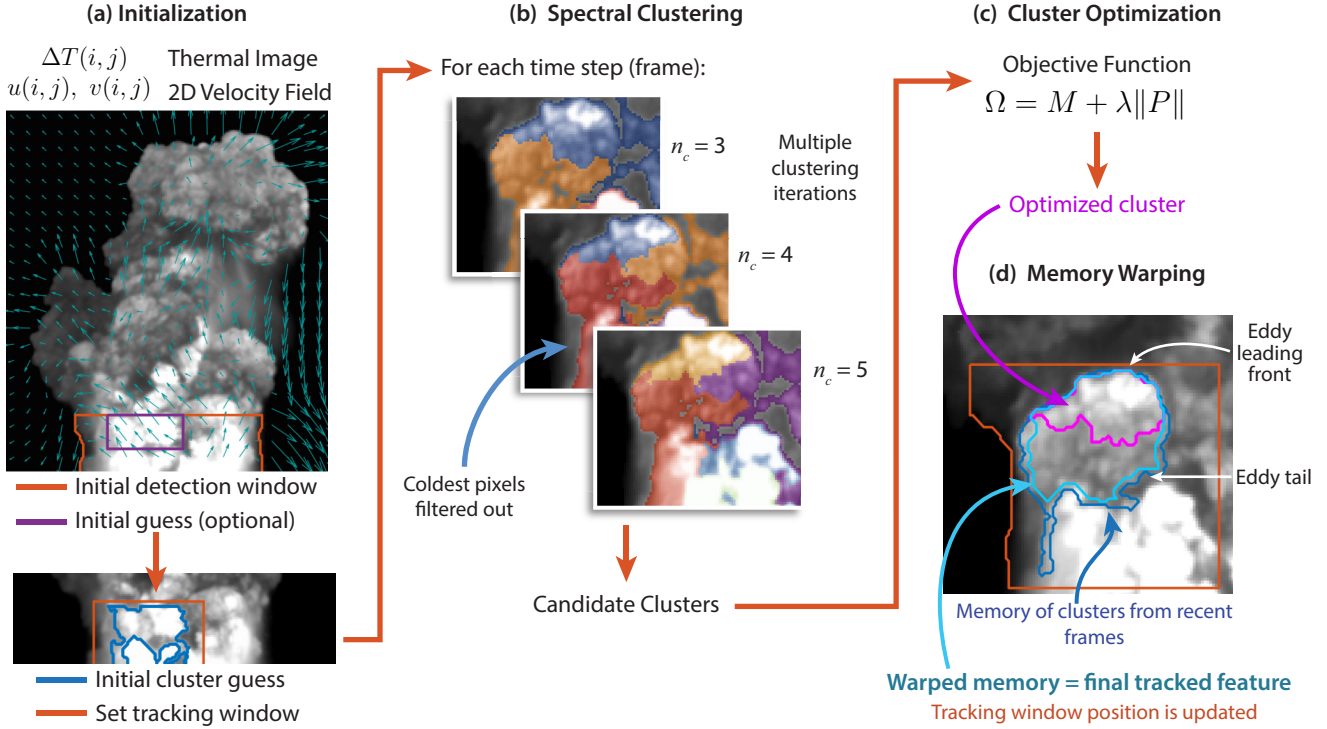 (a) Initialization
ΔT(i, j) Thermal Image
u(i, j), v(i, j) 2D Velocity Field
Initial detection window
Initial guess (optional)
Initial cluster guess
Set tracking window
(b) Spectral Clustering
For each time step (frame):
n_c = 3
Multiple
clustering
iterations
n_c = 4
n_c = 5
Coldest pixels
filtered out
Candidate Clusters
(c) Cluster Optimization
Objective Function
Ω = M + λ‖P‖
Optimized cluster
(d) Memory Warping
Eddy
leading
front
Eddy tail
Memory of clusters from recent
frames
Warped memory = final tracked feature
Tracking window position is updated